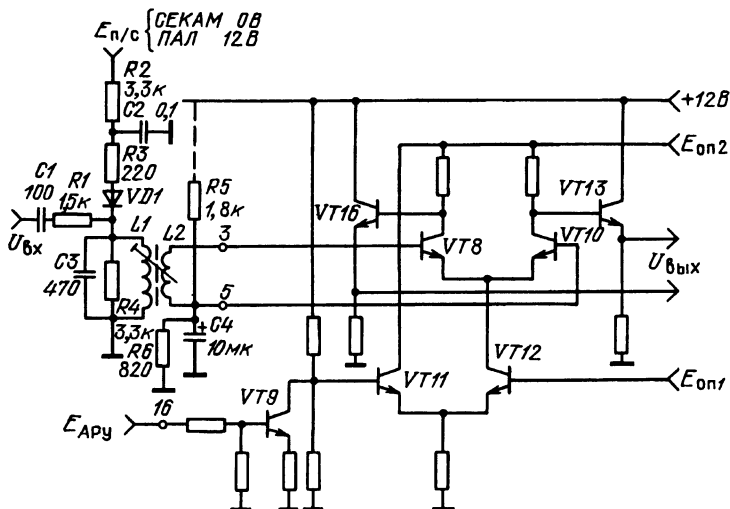 Eп/с { СЕКАМ 0В
ПАЛ 12В
R2
3,3к
C2 0,1
R3
220
VD1
C1
100
R1
1,5к
Uвх
L1
L2
C3
470
R4
3,3к
R5
1,8к
3
5
C4
+
10мк
R6
820
VT16
VT8
VT10
VT13
+12В
Eоп2
Uвых
VT9
VT11
VT12
Eоп1
EАРУ
16